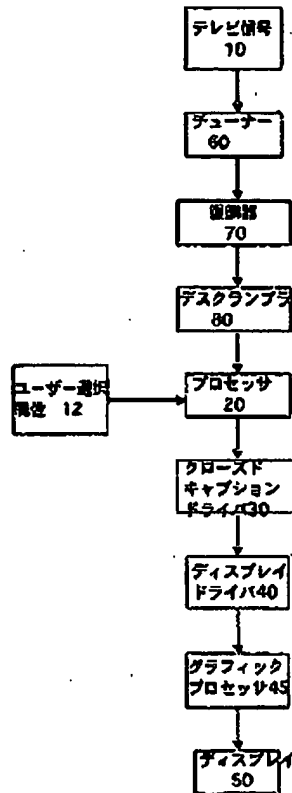 テレビ信号
10
チューナー
60
復調器
70
デスクランブラ
80
プロセッサ
20
ユーザー選択
機能 12
クローズド
キャプション
ドライバ30
ディスプレイ
ドライバ40
グラフィック
プロセッサ45
ディスプレイ
50